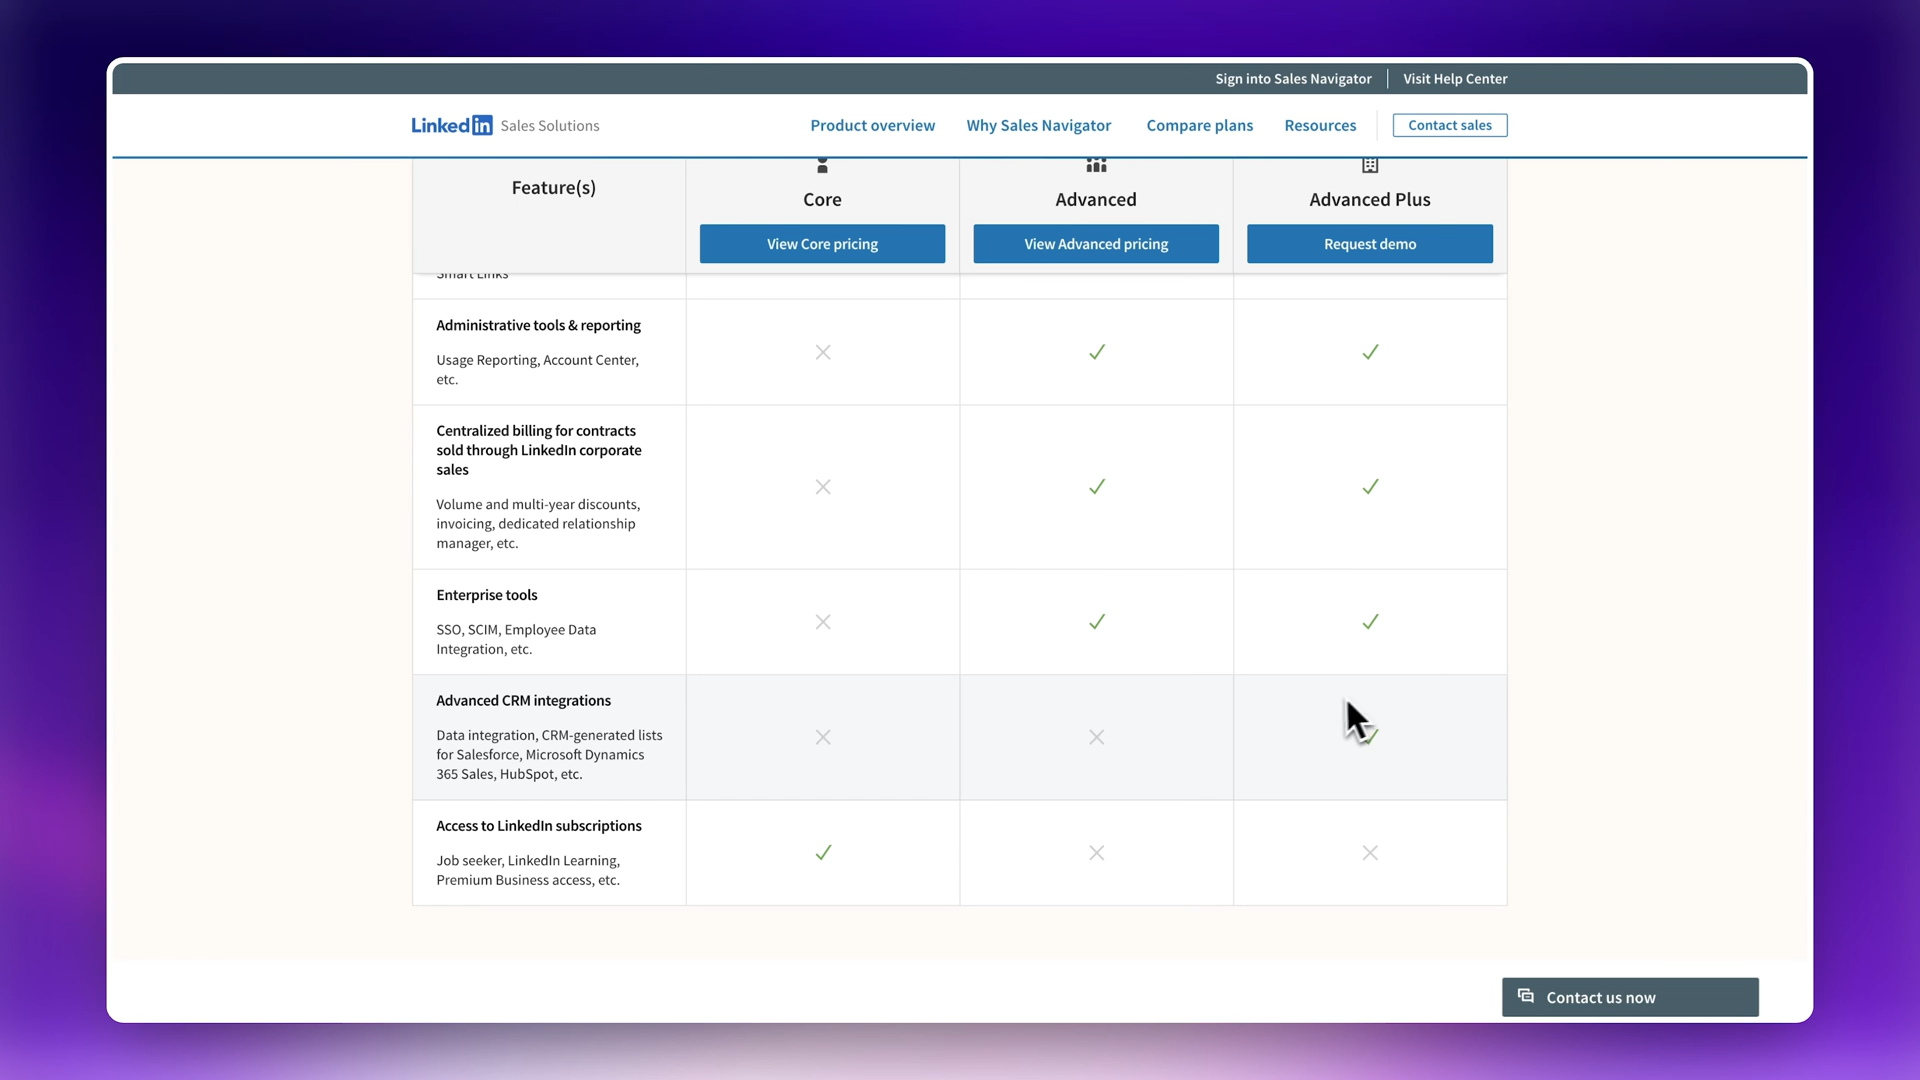 Sign into Sales Navigator
Visit Help Center
Linkedin Sales Solutions
Product overview
Why Sales Navigator
Compare plans
Resources
Contact sales
Feature(s)
Core
Advanced
Advanced Plus
View Core pricing
View Advanced pricing
Request demo
Smart Links
Administrative tools & reporting
Usage Reporting, Account Center,
etc.
Centralized billing for contracts
sold through LinkedIn corporate
sales
Volume and multi-year discounts,
invoicing, dedicated relationship
manager, etc.
Enterprise tools
SSO, SCIM, Employee Data
Integration, etc.
Advanced CRM integrations
Data integration, CRM-generated lists
for Salesforce, Microsoft Dynamics
365 Sales, HubSpot, etc.
Access to LinkedIn subscriptions
Job seeker, LinkedIn Learning,
Premium Business access, etc.
Contact us now